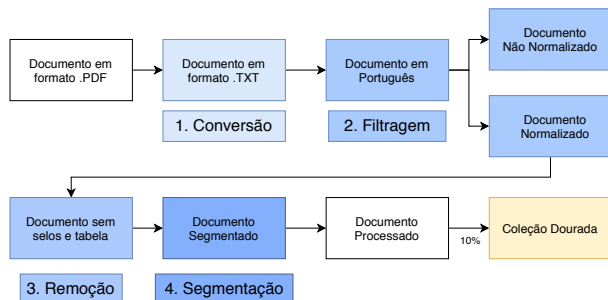 Documento em
formato .PDF
Documento em
formato .TXT
Documento em
Português
Documento
Não Normalizado
Documento
Normalizado
1. Conversão
2. Filtragem
Documento sem
selos e tabela
Documento
Segmentado
Documento
Processado
10%
Coleção Dourada
3. Remoção
4. Segmentação